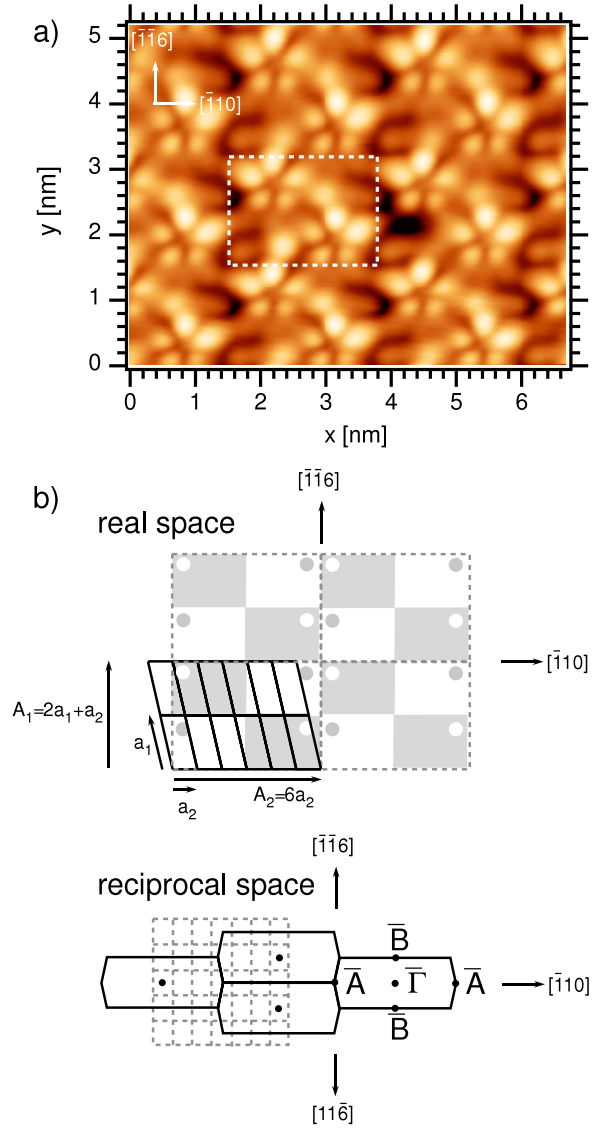 a)
[1̅1̅6]
[1̅10]
5
4
3
2
1
0
y [nm]
0 1 2 3 4 5 6
x [nm]
b)
[1̅1̅6]
real space
[1̅10]
A₁=2a₁+a₂
a₁
a₂
A₂=6a₂
[1̅1̅6]
reciprocal space
B̅
A̅ Γ̅ A̅
[1̅10]
B̅
[116̅]